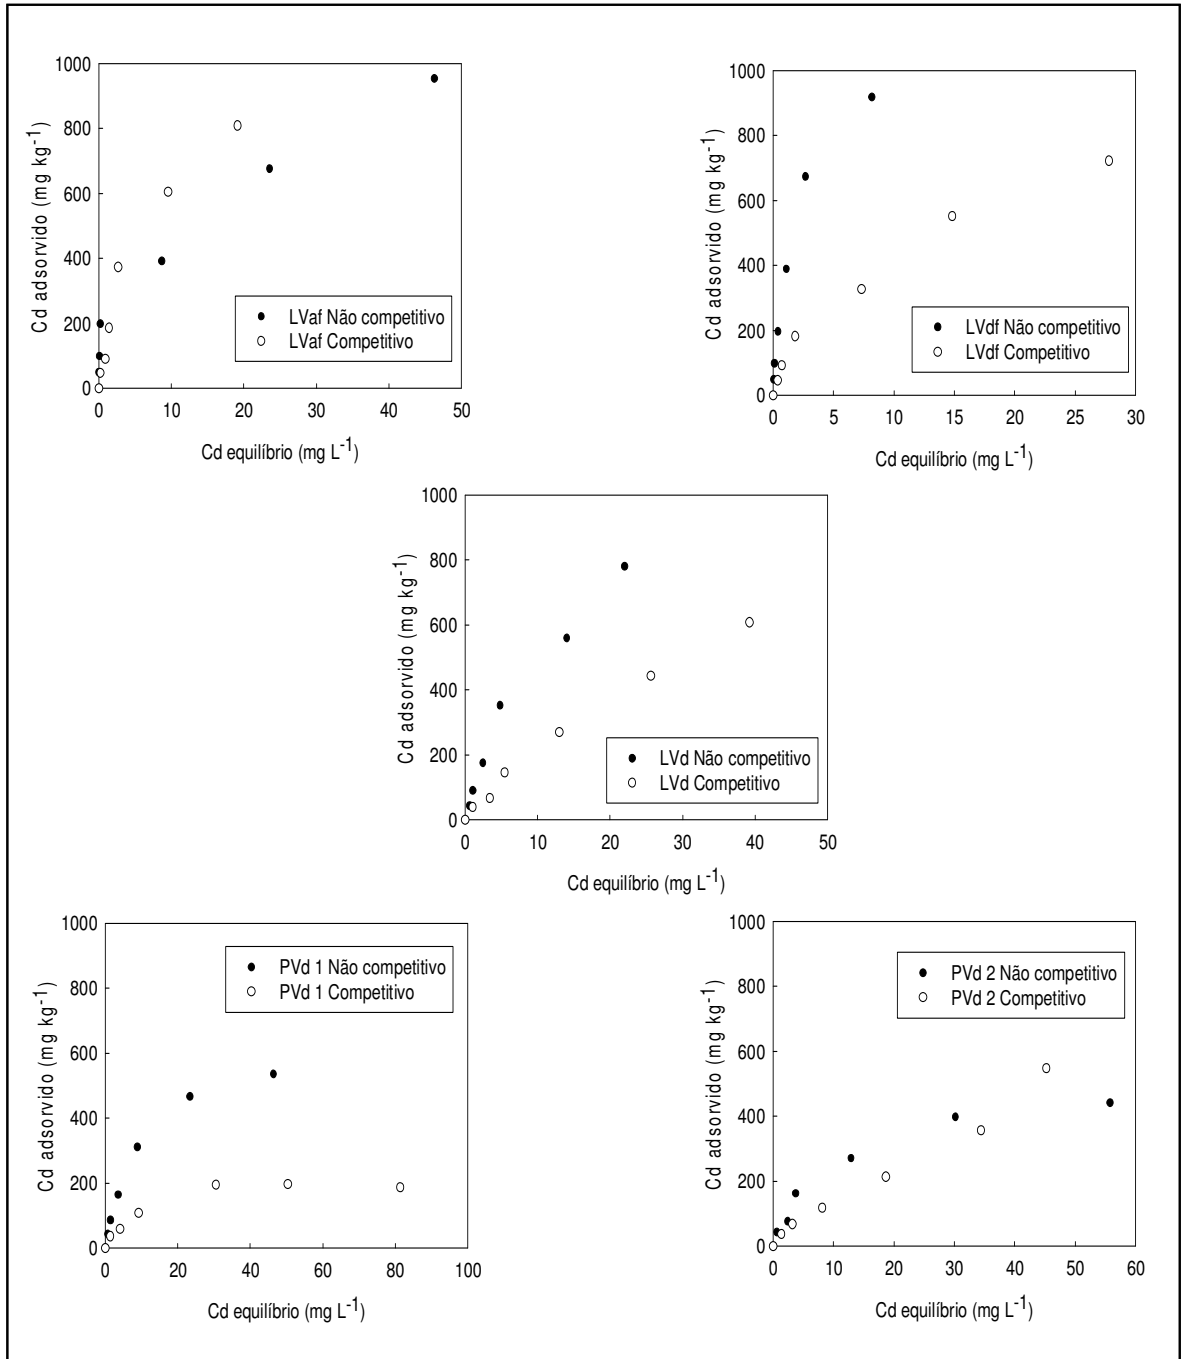 1000
800
600
400
200
0
Cd adsorvido (mg kg-1)
LVaf Não competitivo
LVaf Competitivo
0 10 20 30 40 50
Cd equilíbrio (mg L-1)
1000
800
600
400
200
0
Cd adsorvido (mg kg-1)
LVdf Não competitivo
LVdf Competitivo
0 5 10 15 20 25 30
Cd equilíbrio (mg L-1)
1000
800
600
400
200
0
Cd adsorvido (mg kg-1)
LVd Não competitivo
LVd Competitivo
0 10 20 30 40 50
Cd equilíbrio (mg L-1)
1000
800
600
400
200
0
Cd adsorvido (mg kg-1)
PVd 1 Não competitivo
PVd 1 Competitivo
0 20 40 60 80 100
Cd equilíbrio (mg L-1)
1000
800
600
400
200
0
Cd adsorvido (mg kg-1)
PVd 2 Não competitivo
PVd 2 Competitivo
0 10 20 30 40 50 60
Cd equilíbrio (mg L-1)